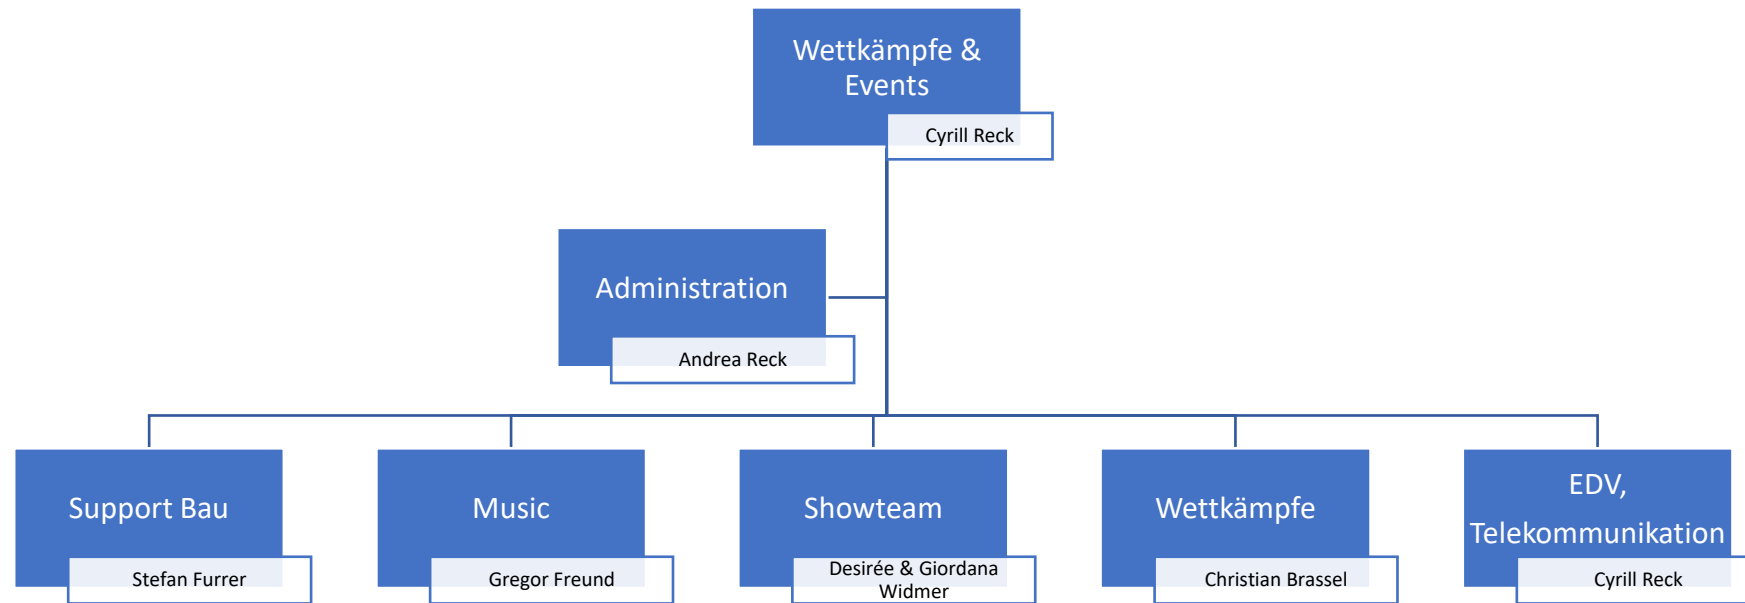 Wettkämpfe &
Events
Cyrill Reck
Administration
Andrea Reck
Support Bau
Stefan Furrer
Music
Gregor Freund
Showteam
Desirée & Giordana
Widmer
Wettkämpfe
Christian Brassel
EDV,
Telekommunikation
Cyrill Reck